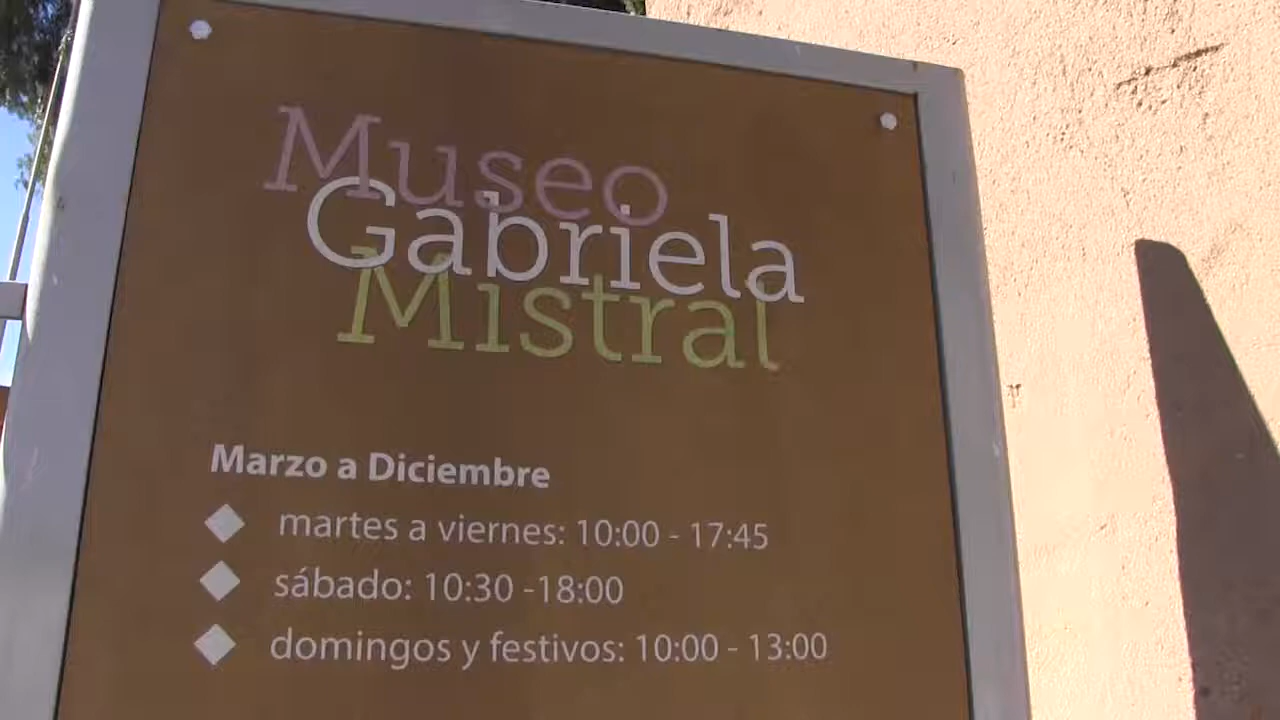 Museo
Gabriela
Mistral
Marzo a Diciembre
martes a viernes: 10:00 - 17:45
sábado: 10:30 -18:00
domingos y festivos: 10:00 - 13:00